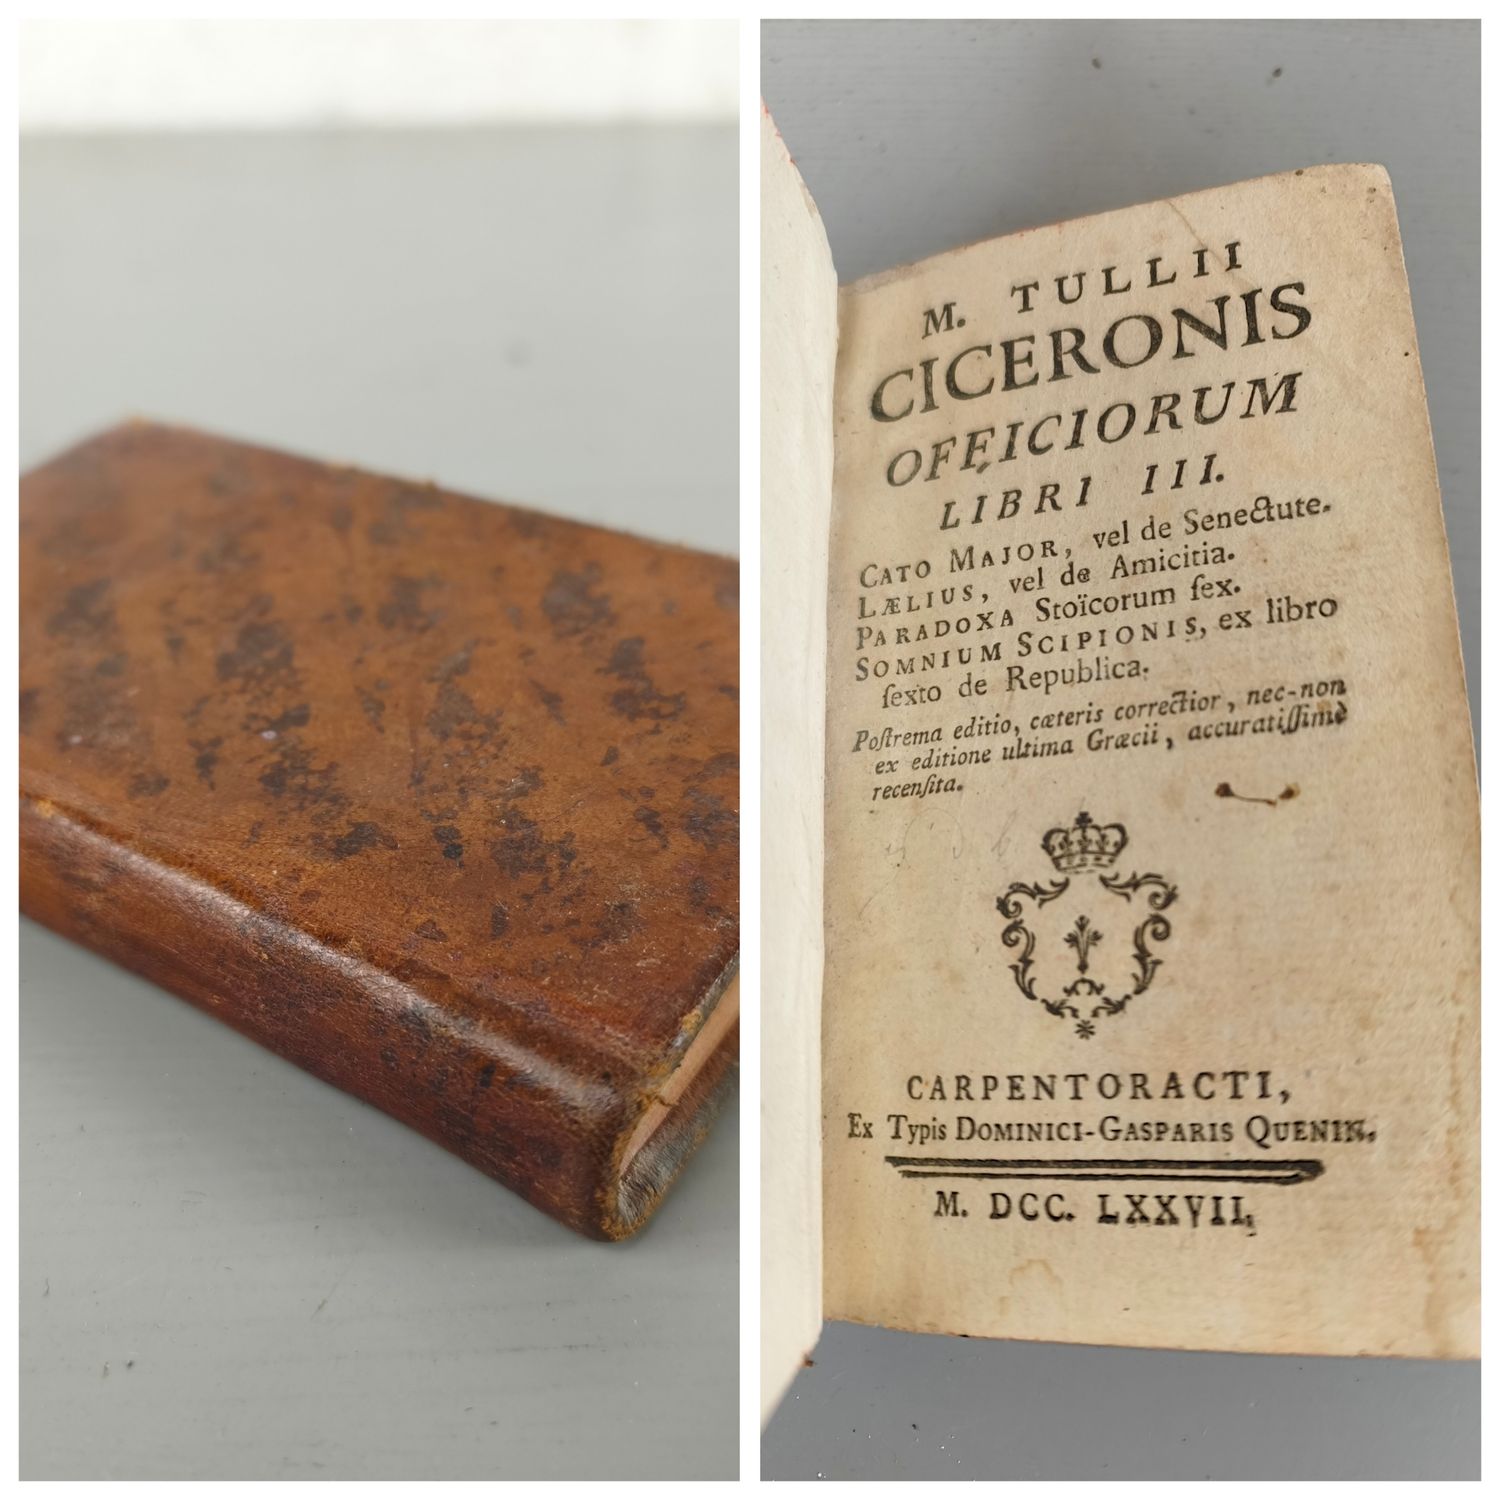 M. TULLII
CICERONIS
OFFICIORUM
LIBRI III.
CATO MAJOR, vel de Senectute.
LÆLIUS, vel de Amicitia.
PARADOXA Stoïcorum ſex.
SOMNIUM SCIPIONIS, ex libro
ſexto de Republica.
Poſtrema editio, cæteris correctior, nec-non
ex editione ultima Græcii, accuratiſſimè
recenſita.
CARPENTORACTI,
Ex Typis DOMINICI-GASPARIS QUENIN.
M. DCC. LXXVII.